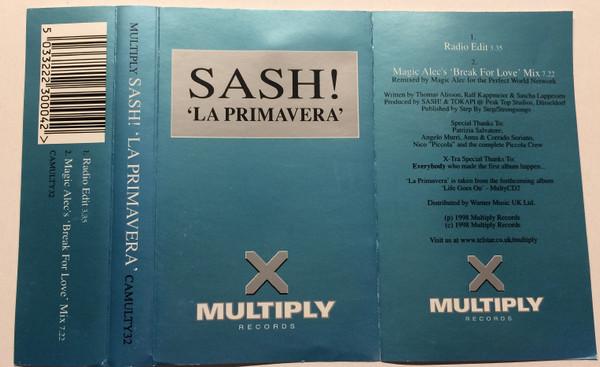 5 033222 300042 >
1. Radio Edit 3.35
2. Magic Alec's 'Break For Love' Mix 7.22
CAMULTY32
MULTIPLY SASH! 'LA PRIMAVERA' CAMULTY32
SASH!
'LA PRIMAVERA'
MULTIPLY
RECORDS
1.
Radio Edit 3.35
2.
Magic Alec's 'Break For Love' Mix 7.22
Remixed by Magic Alec for the Perfect World Network
Written by Thomas Alisson, Ralf Kappmeier & Sascha Lappessen
Produced by SASH! & TOKAPI @ Peak Top Studios, Düsseldorf
Published by Step By Step/Strongsongs
Special Thanks To:
Patrizia Salvatore,
Angelo Murri, Anna & Corrado Soriano,
Nico "Piccola" and the complete Piccola Crew
X-Tra Special Thanks To:
Everybody who made the first album happen...
'La Primavera' is taken from the forthcoming album
'Life Goes On' - MultyCD2
Distributed by Warner Music UK Ltd.
(p) 1998 Multiply Records
(c) 1998 Multiply Records
Visit us at www.telstar.co.uk/multiply
MULTIPLY
RECORDS